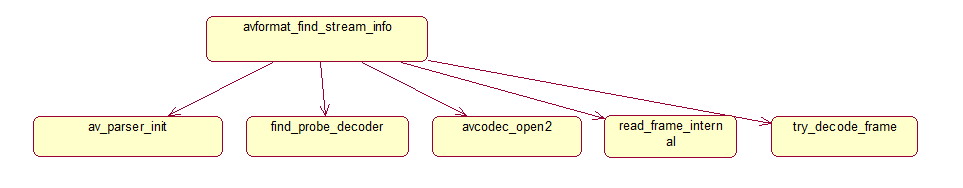 avformat_find_stream_info
av_parser_init
find_probe_decoder
avcodec_open2
read_frame_intern
al
try_decode_frame